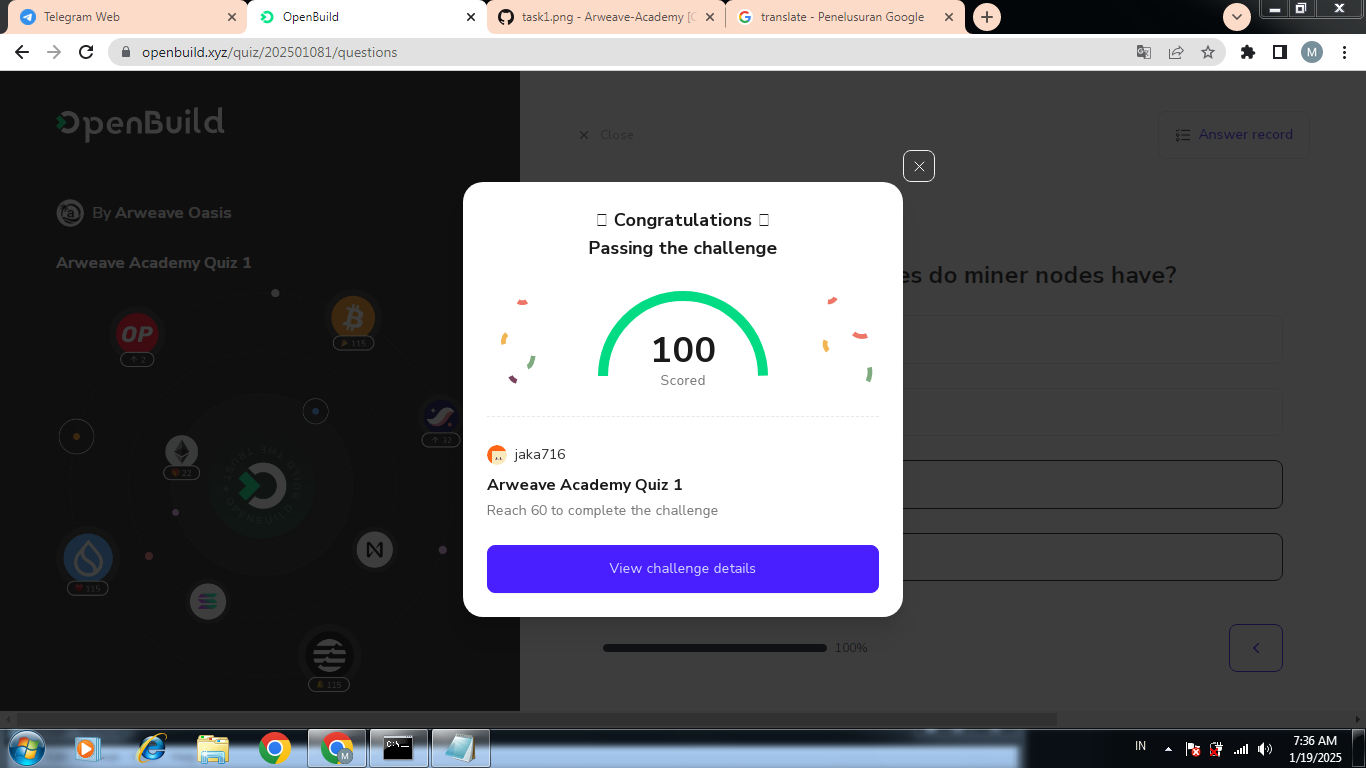 Telegram Web
OpenBuild
task1.png - Arweave-Academy [C
translate - Penelusuran Google
openbuild.xyz/quiz/202501081/questions
M
OpenBuild
Close
Answer record
By Arweave Oasis
Arweave Academy Quiz 1
es do miner nodes have?
Congratulations
Passing the challenge
100
Scored
jaka716
Arweave Academy Quiz 1
Reach 60 to complete the challenge
View challenge details
OP
2
115
32
22
115
115
100%
C:\
M
IN
7:36 AM
1/19/2025